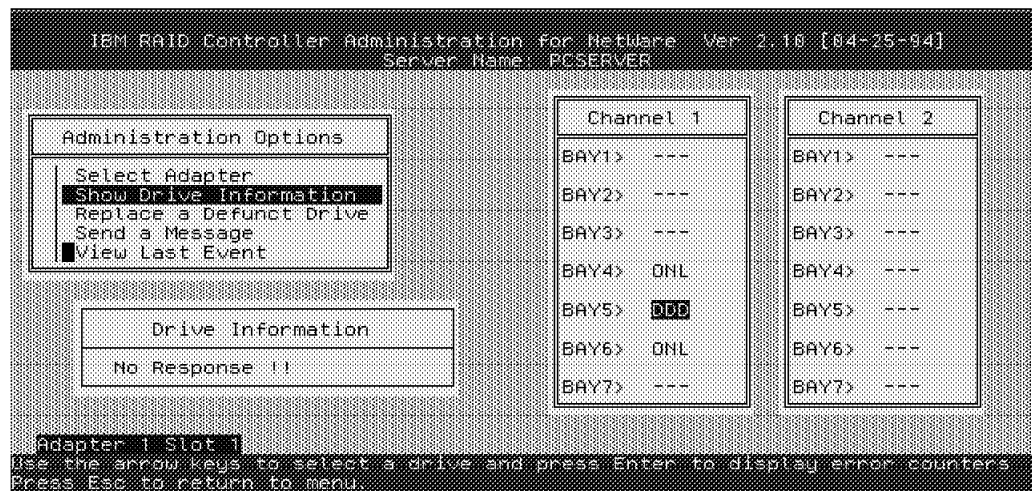 IBM RAID Controller Administration for NetWare Ver 2.10 [04-25-94]
Server Name: PCSERVER
Administration Options
Select Adapter
Show Drive Information
Replace a Defunct Drive
Send a Message
View Last Event
Drive Information
No Response !!
Channel 1
BAY1> ---
BAY2> ---
BAY3> ---
BAY4> ONL
BAY5> DDD
BAY6> ONL
BAY7> ---
Channel 2
BAY1> ---
BAY2> ---
BAY3> ---
BAY4> ---
BAY5> ---
BAY6> ---
BAY7> ---
Adapter 1 Slot 1
Use the arrow keys to select a drive and press Enter to display error counters
Press Esc to return to menu.